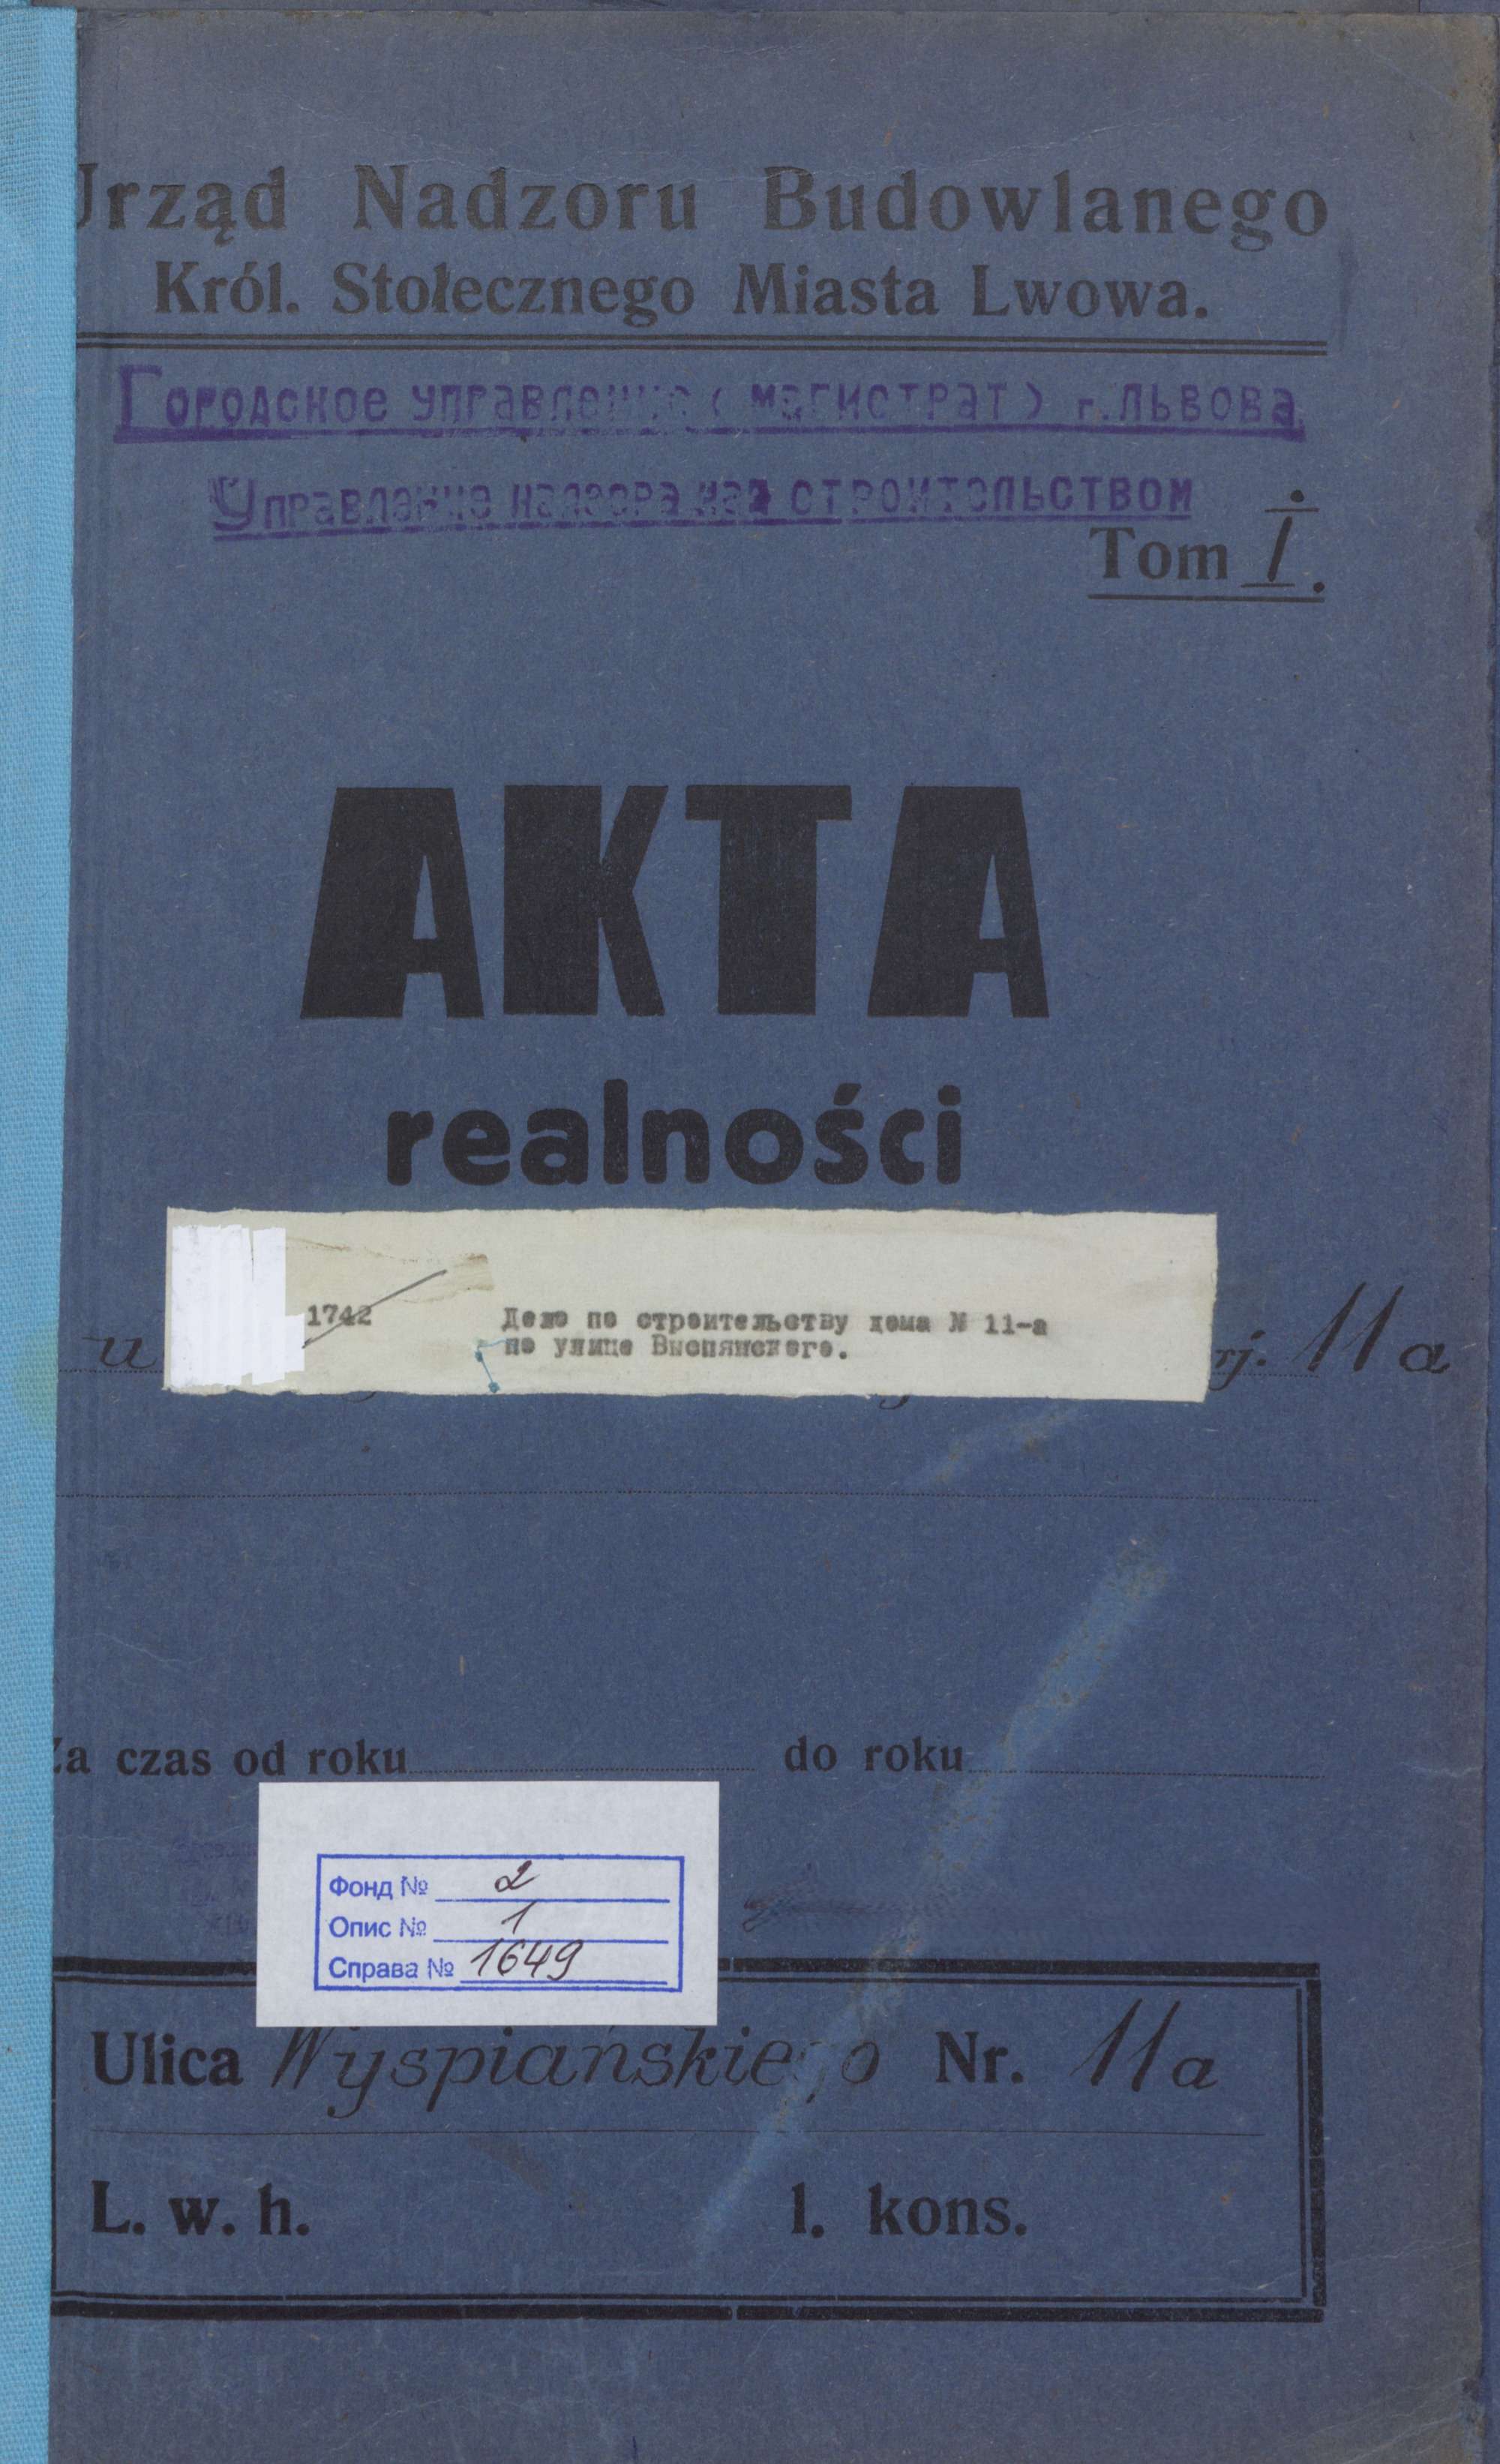 Urząd Nadzoru Budowlanego
Król. Stołecznego Miasta Lwowa.
Городское управление (магистрат) г. Львова
Управление надзора над строительством
Tom I.
AKTA
realności
1742 Дело по строительству дома № 11-а
по улице Выспянского.
u rj. 11a
Za czas od roku do roku
Фонд № 2
Опис № 1
Справа № 1649
Ulica Wyspiańskiego Nr. 11a
L. w. h. l. kons.